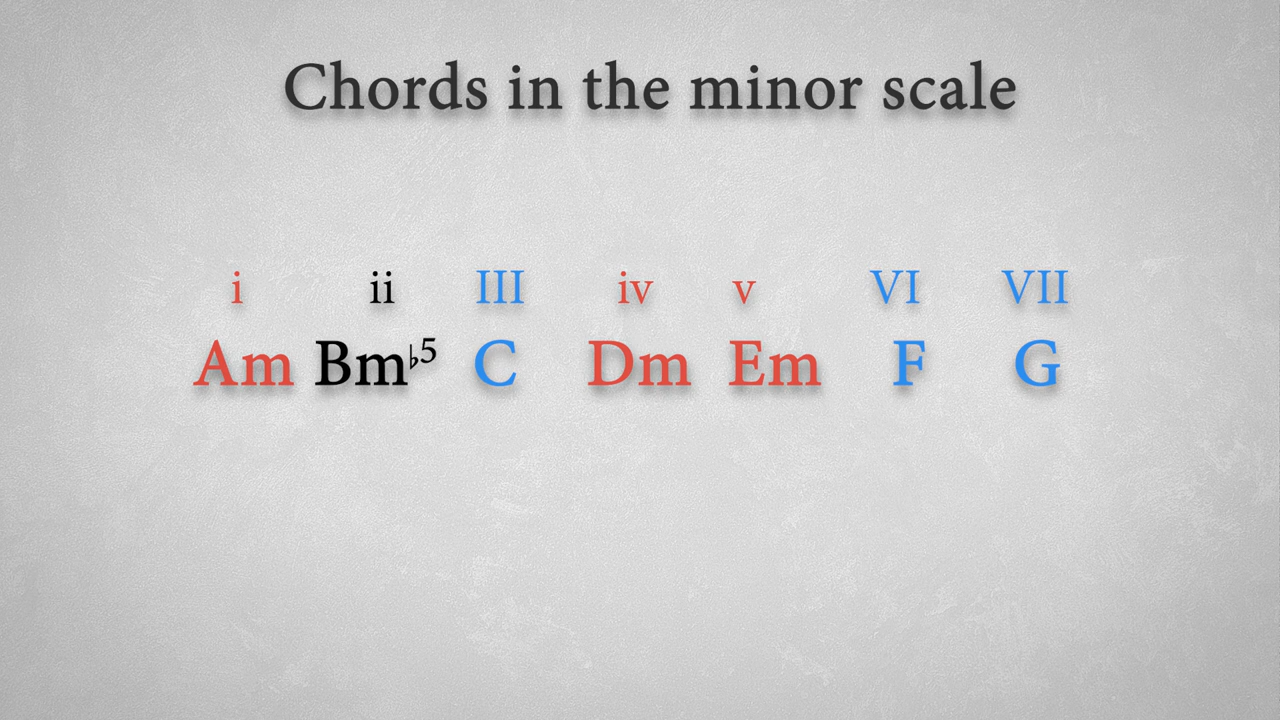 Chords in the minor scale
i ii III iv v VI VII
Am Bm♭5 C Dm Em F G